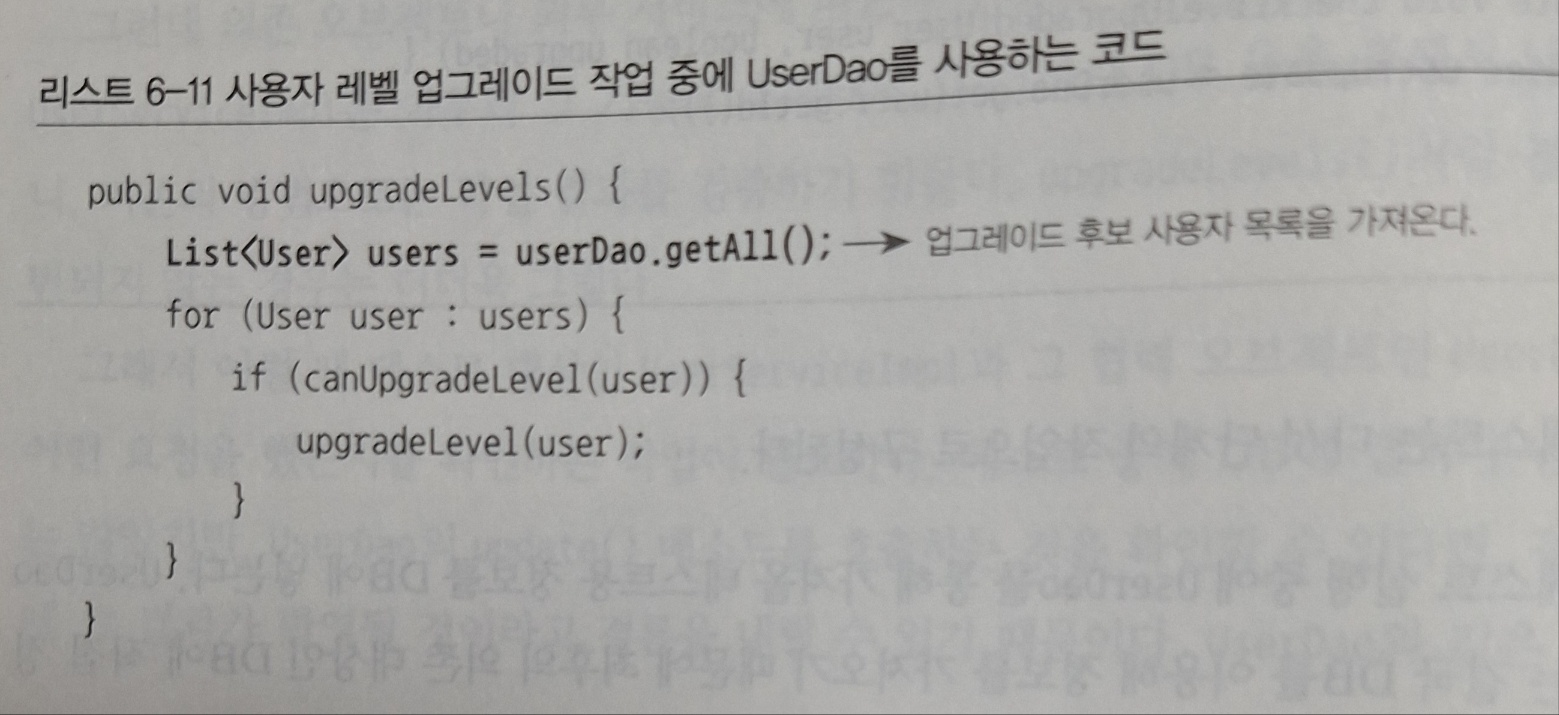 리스트 6-11 사용자 레벨 업그레이드 작업 중에 UserDao를 사용하는 코드
public void upgradeLevels() {
List<User> users = userDao.getAll(); → 업그레이드 후보 사용자 목록을 가져온다.
for (User user : users) {
if (canUpgradeLevel(user)) {
upgradeLevel(user);
}
}
}